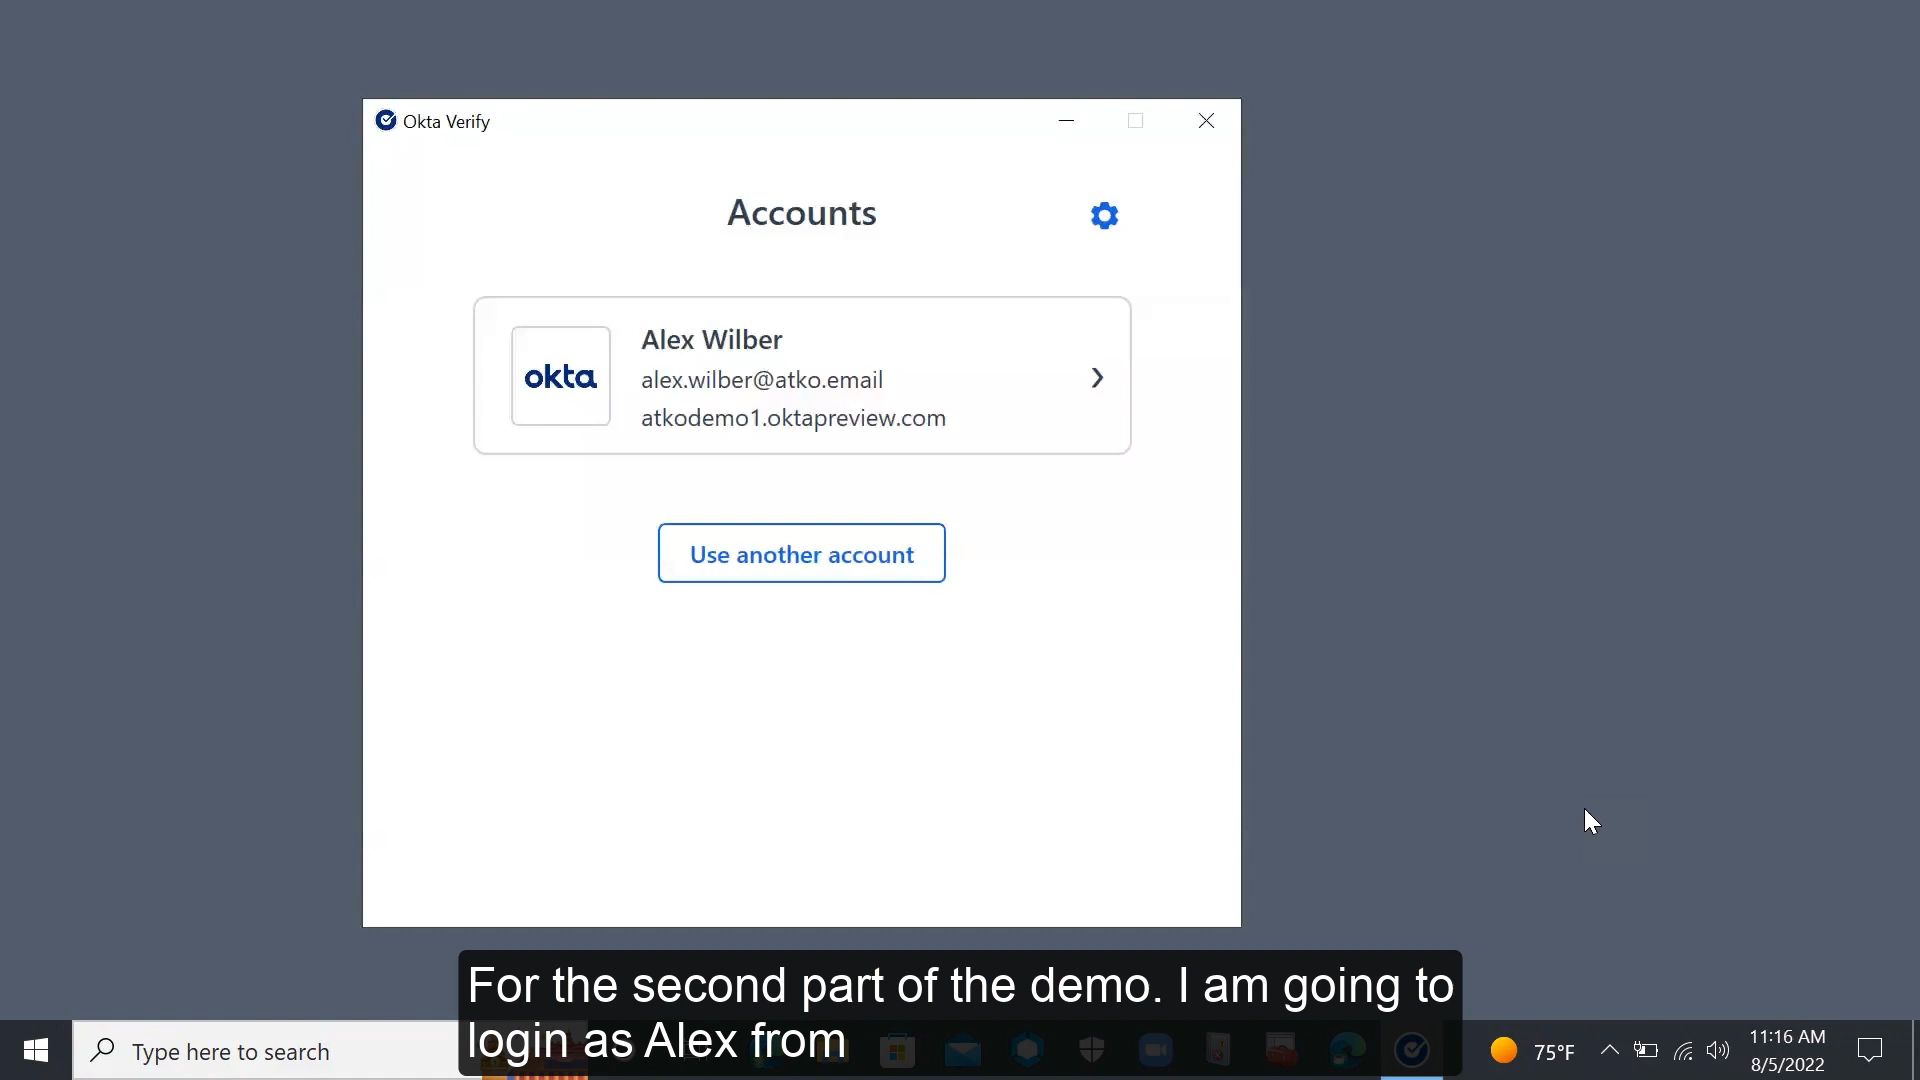 Okta Verify
Accounts
okta
Alex Wilber
alex.wilber@atko.email
atkodemo1.oktapreview.com
Use another account
For the second part of the demo. I am going to
login as Alex from
Type here to search
75°F
11:16 AM
8/5/2022